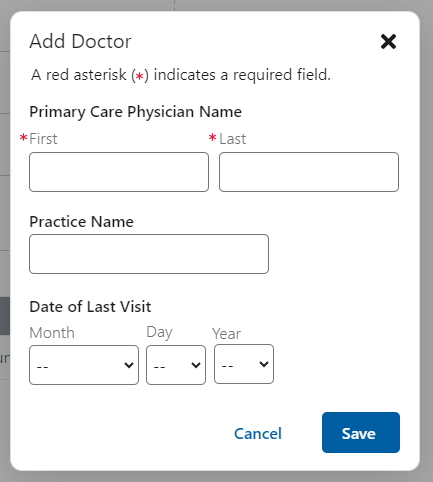 Add Doctor
A red asterisk (*) indicates a required field.
Primary Care Physician Name
*First *Last
Practice Name
Date of Last Visit
Month Day Year
-- -- --
Cancel Save